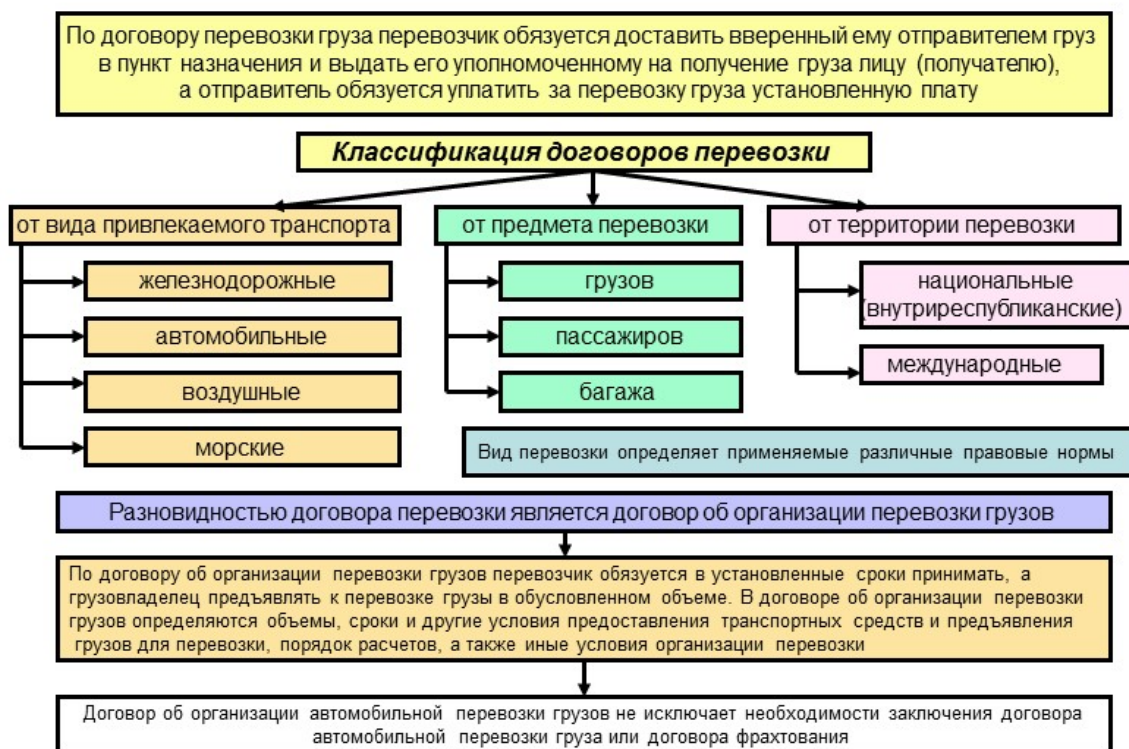 По договору перевозки груза перевозчик обязуется доставить вверенный ему отправителем груз
в пункт назначения и выдать его уполномоченному на получение груза лицу (получателю),
а отправитель обязуется уплатить за перевозку груза установленную плату
Классификация договоров перевозки
от вида привлекаемого транспорта
железнодорожные
автомобильные
воздушные
морские
от предмета перевозки
грузов
пассажиров
багажа
от территории перевозки
национальные
(внутриреспубликанские)
международные
Вид перевозки определяет применяемые различные правовые нормы
Разновидностью договора перевозки является договор об организации перевозки грузов
По договору об организации перевозки грузов перевозчик обязуется в установленные сроки принимать, а
грузовладелец предъявлять к перевозке грузы в обусловленном объеме. В договоре об организации перевозки
грузов определяются объемы, сроки и другие условия предоставления транспортных средств и предъявления
грузов для перевозки, порядок расчетов, а также иные условия организации перевозки
Договор об организации автомобильной перевозки грузов не исключает необходимости заключения договора
автомобильной перевозки груза или договора фрахтования